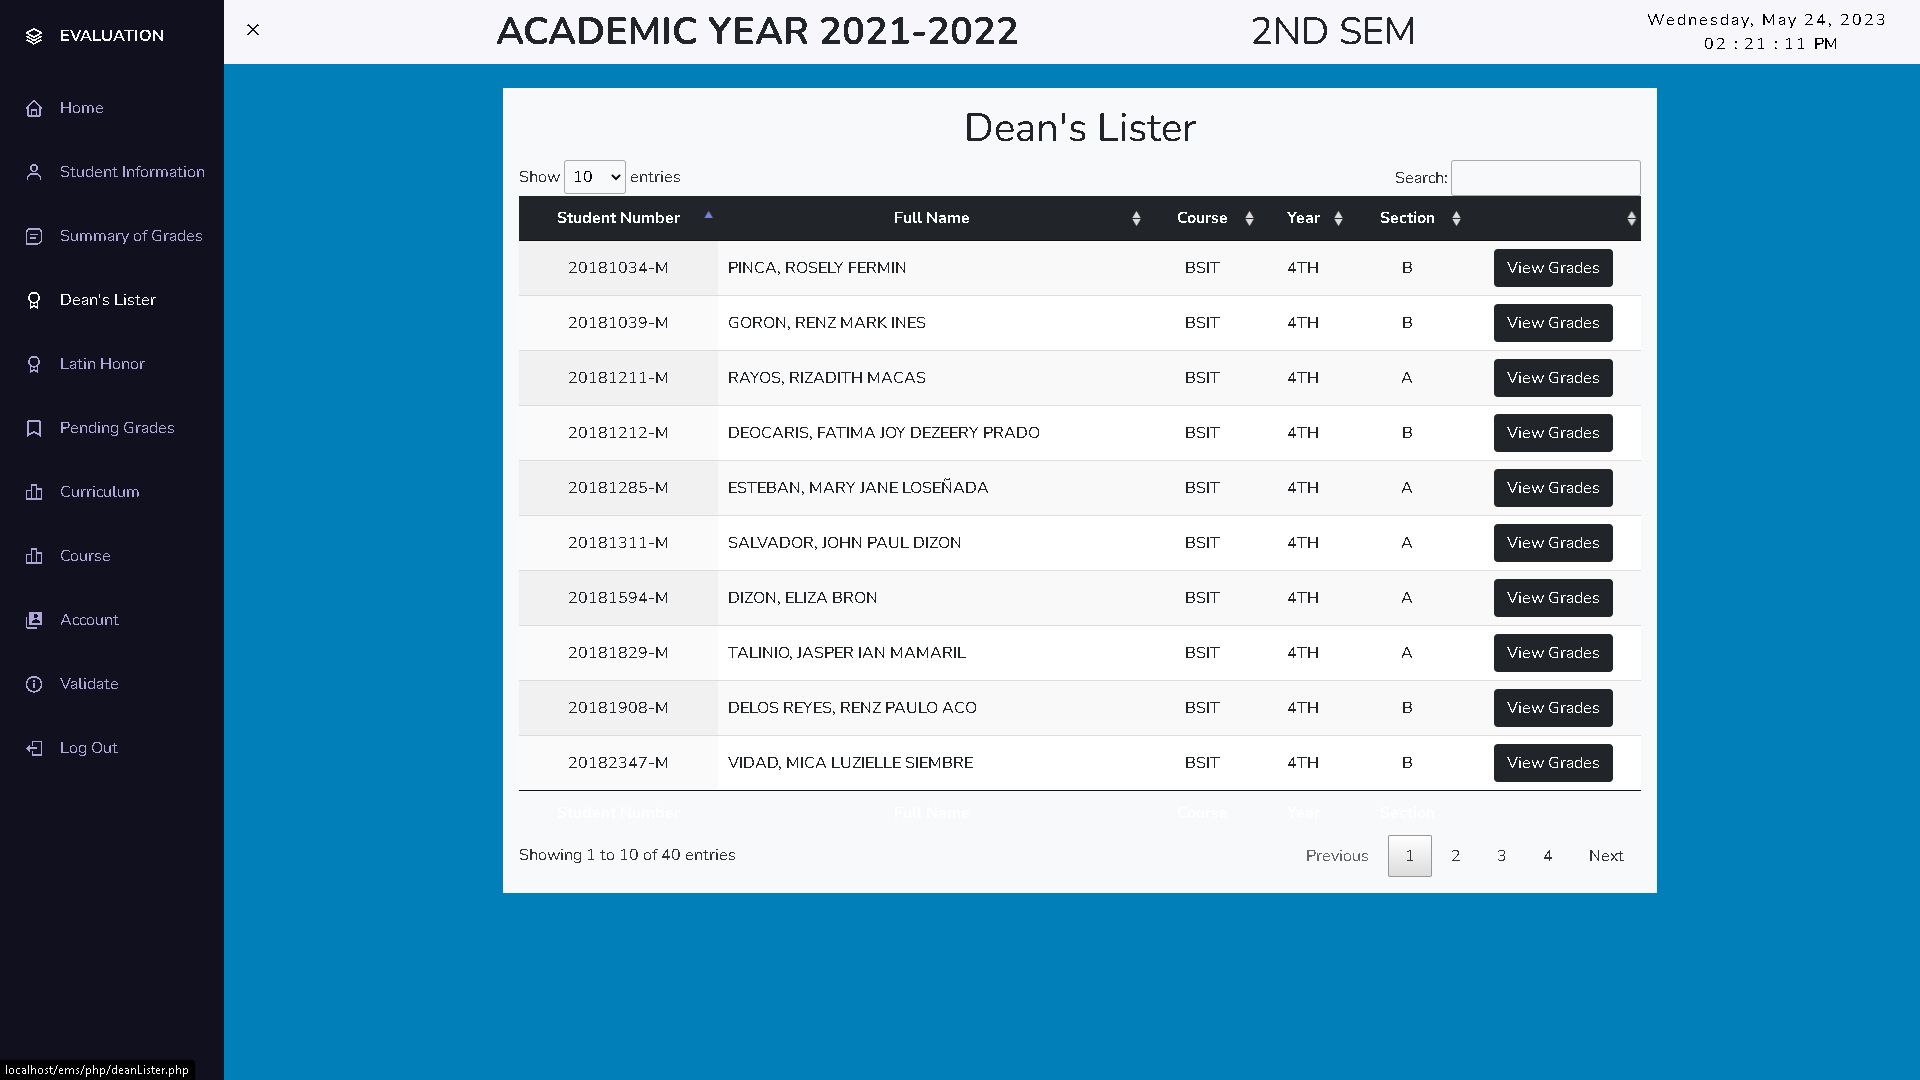 EVALUATION
Home
Student Information
Summary of Grades
Dean's Lister
Latin Honor
Pending Grades
Curriculum
Course
Account
Validate
Log Out
ACADEMIC YEAR 2021-2022 2ND SEM
Wednesday, May 24, 2023
02 : 21 : 11 PM
Dean's Lister
Show 10 entries Search:
Student Number Full Name Course Year Section
20181034-M PINCA, ROSELY FERMIN BSIT 4TH B View Grades
20181039-M GORON, RENZ MARK INES BSIT 4TH B View Grades
20181211-M RAYOS, RIZADITH MACAS BSIT 4TH A View Grades
20181212-M DEOCARIS, FATIMA JOY DEZEERY PRADO BSIT 4TH B View Grades
20181285-M ESTEBAN, MARY JANE LOSEÑADA BSIT 4TH A View Grades
20181311-M SALVADOR, JOHN PAUL DIZON BSIT 4TH A View Grades
20181594-M DIZON, ELIZA BRON BSIT 4TH A View Grades
20181829-M TALINIO, JASPER IAN MAMARIL BSIT 4TH A View Grades
20181908-M DELOS REYES, RENZ PAULO ACO BSIT 4TH B View Grades
20182347-M VIDAD, MICA LUZIELLE SIEMBRE BSIT 4TH B View Grades
Student Number Full Name Course Year Section
Showing 1 to 10 of 40 entries Previous 1 2 3 4 Next
localhost/ems/php/deanLister.php